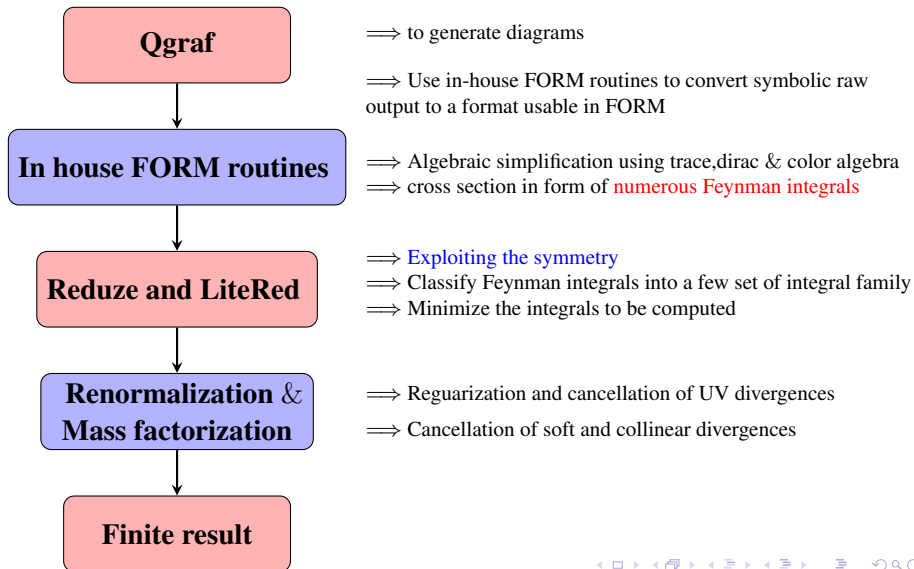 Qgraf
⟹ to generate diagrams
⟹ Use in-house FORM routines to convert symbolic raw
output to a format usable in FORM
In house FORM routines
⟹ Algebraic simplification using trace,dirac & color algebra
⟹ cross section in form of numerous Feynman integrals
Reduze and LiteRed
⟹ Exploiting the symmetry
⟹ Classify Feynman integrals into a few set of integral family
⟹ Minimize the integrals to be computed
Renormalization &
Mass factorization
⟹ Reguarization and cancellation of UV divergences
⟹ Cancellation of soft and collinear divergences
Finite result